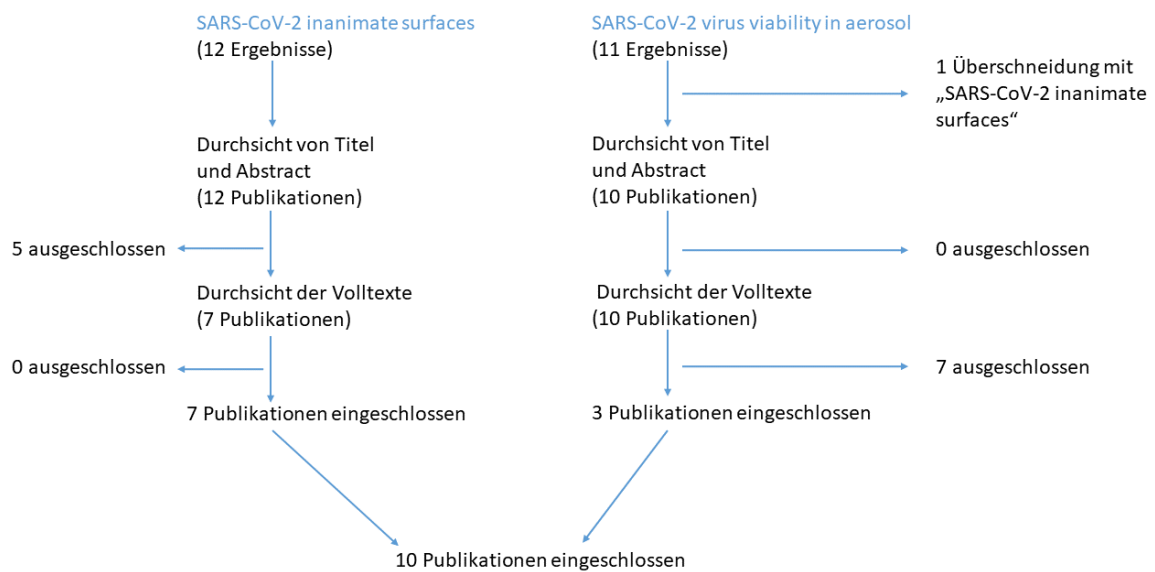 SARS-CoV-2 inanimate surfaces
(12 Ergebnisse)
Durchsicht von Titel
und Abstract
(12 Publikationen)
5 ausgeschlossen
Durchsicht der Volltexte
(7 Publikationen)
0 ausgeschlossen
7 Publikationen eingeschlossen
SARS-CoV-2 virus viability in aerosol
(11 Ergebnisse)
1 Überschneidung mit
„SARS-CoV-2 inanimate
surfaces“
Durchsicht von Titel
und Abstract
(10 Publikationen)
0 ausgeschlossen
Durchsicht der Volltexte
(10 Publikationen)
7 ausgeschlossen
3 Publikationen eingeschlossen
10 Publikationen eingeschlossen